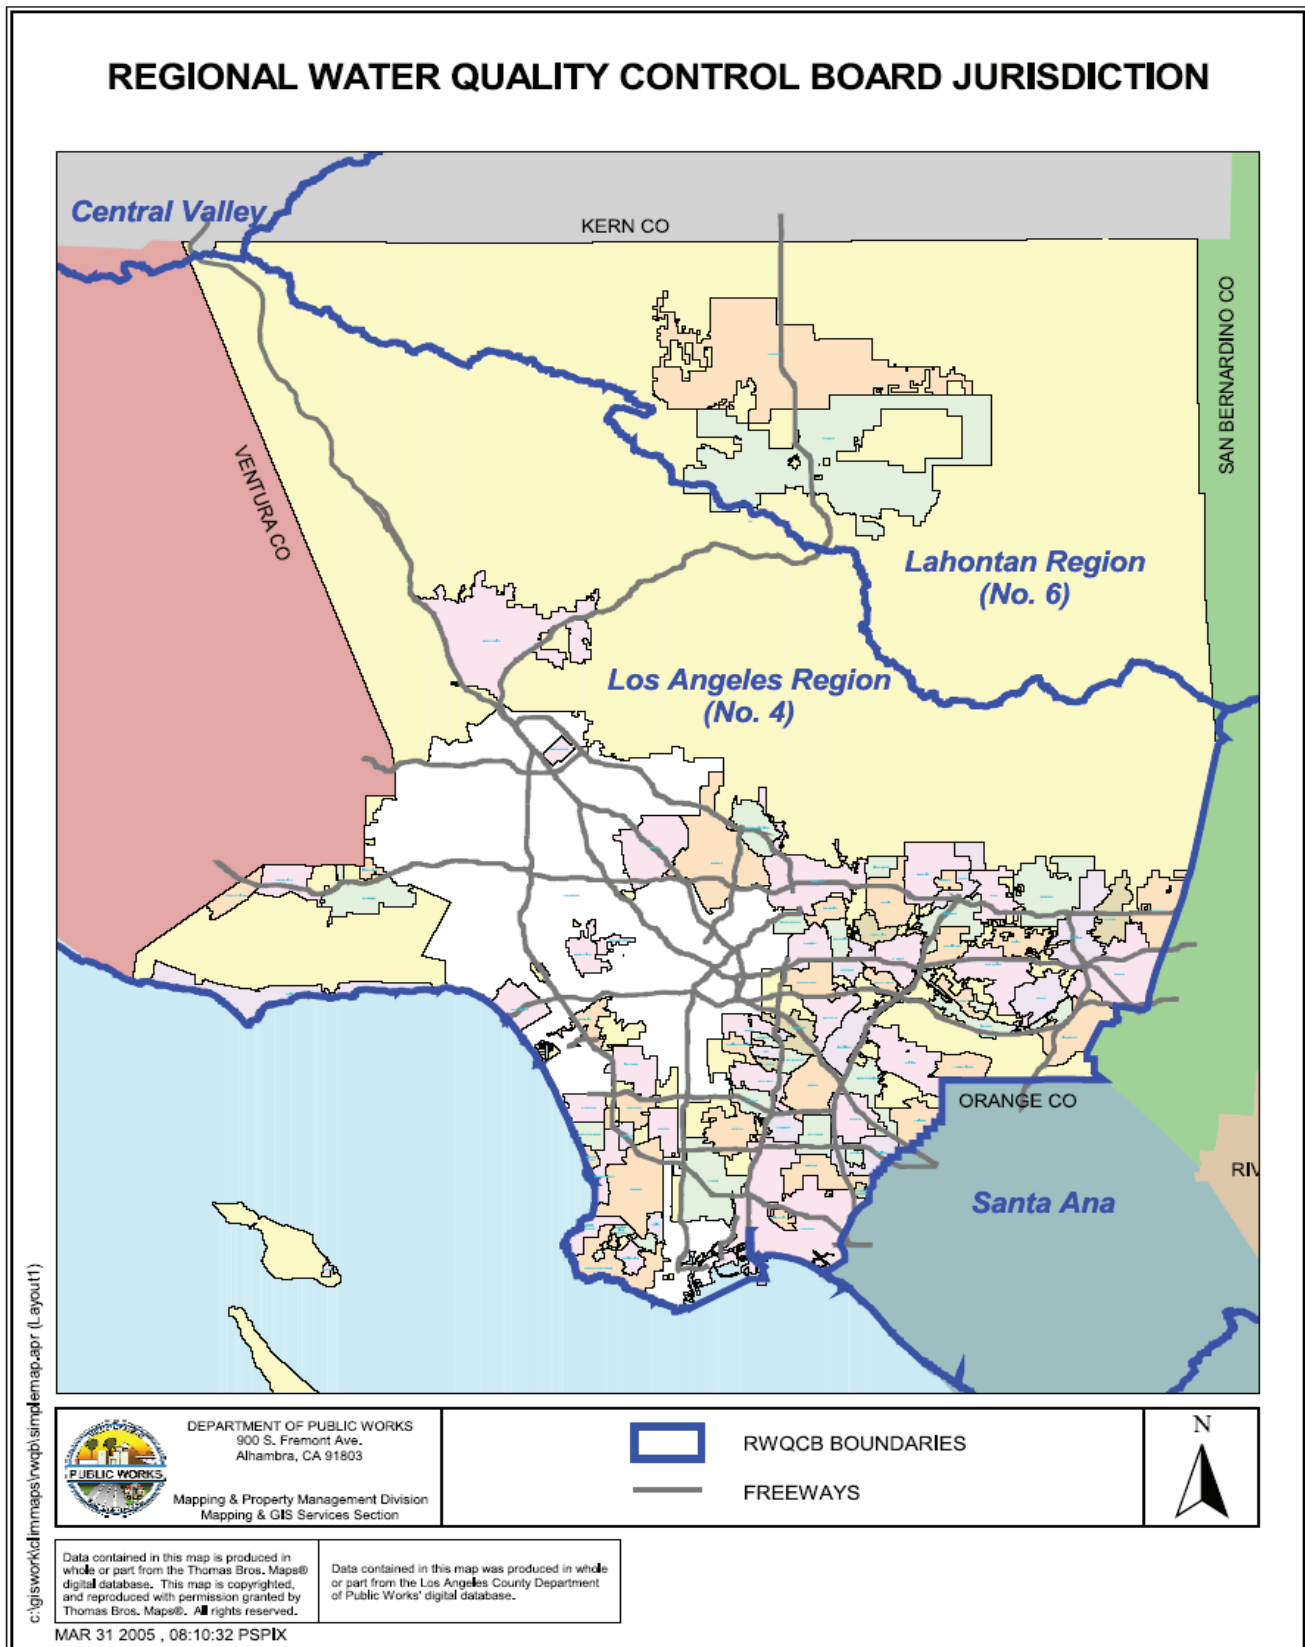 REGIONAL WATER QUALITY CONTROL BOARD JURISDICTION
Central Valley
KERN CO
SAN BERNARDINO CO
VENTURA CO
Lahontan Region
(No. 6)
Los Angeles Region
(No. 4)
ORANGE CO
RIV
Santa Ana
c:\giswork\climmaps\rwqb\simplemap.apr (Layout1)
PUBLIC WORKS
DEPARTMENT OF PUBLIC WORKS
900 S. Fremont Ave.
Alhambra, CA 91803
Mapping & Property Management Division
Mapping & GIS Services Section
RWQCB BOUNDARIES
FREEWAYS
N
Data contained in this map is produced in
whole or part from the Thomas Bros. Maps®
digital database. This map is copyrighted,
and reproduced with permission granted by
Thomas Bros. Maps®. All rights reserved.
Data contained in this map was produced in whole
or part from the Los Angeles County Department
of Public Works' digital database.
MAR 31 2005 , 08:10:32 PSPIX